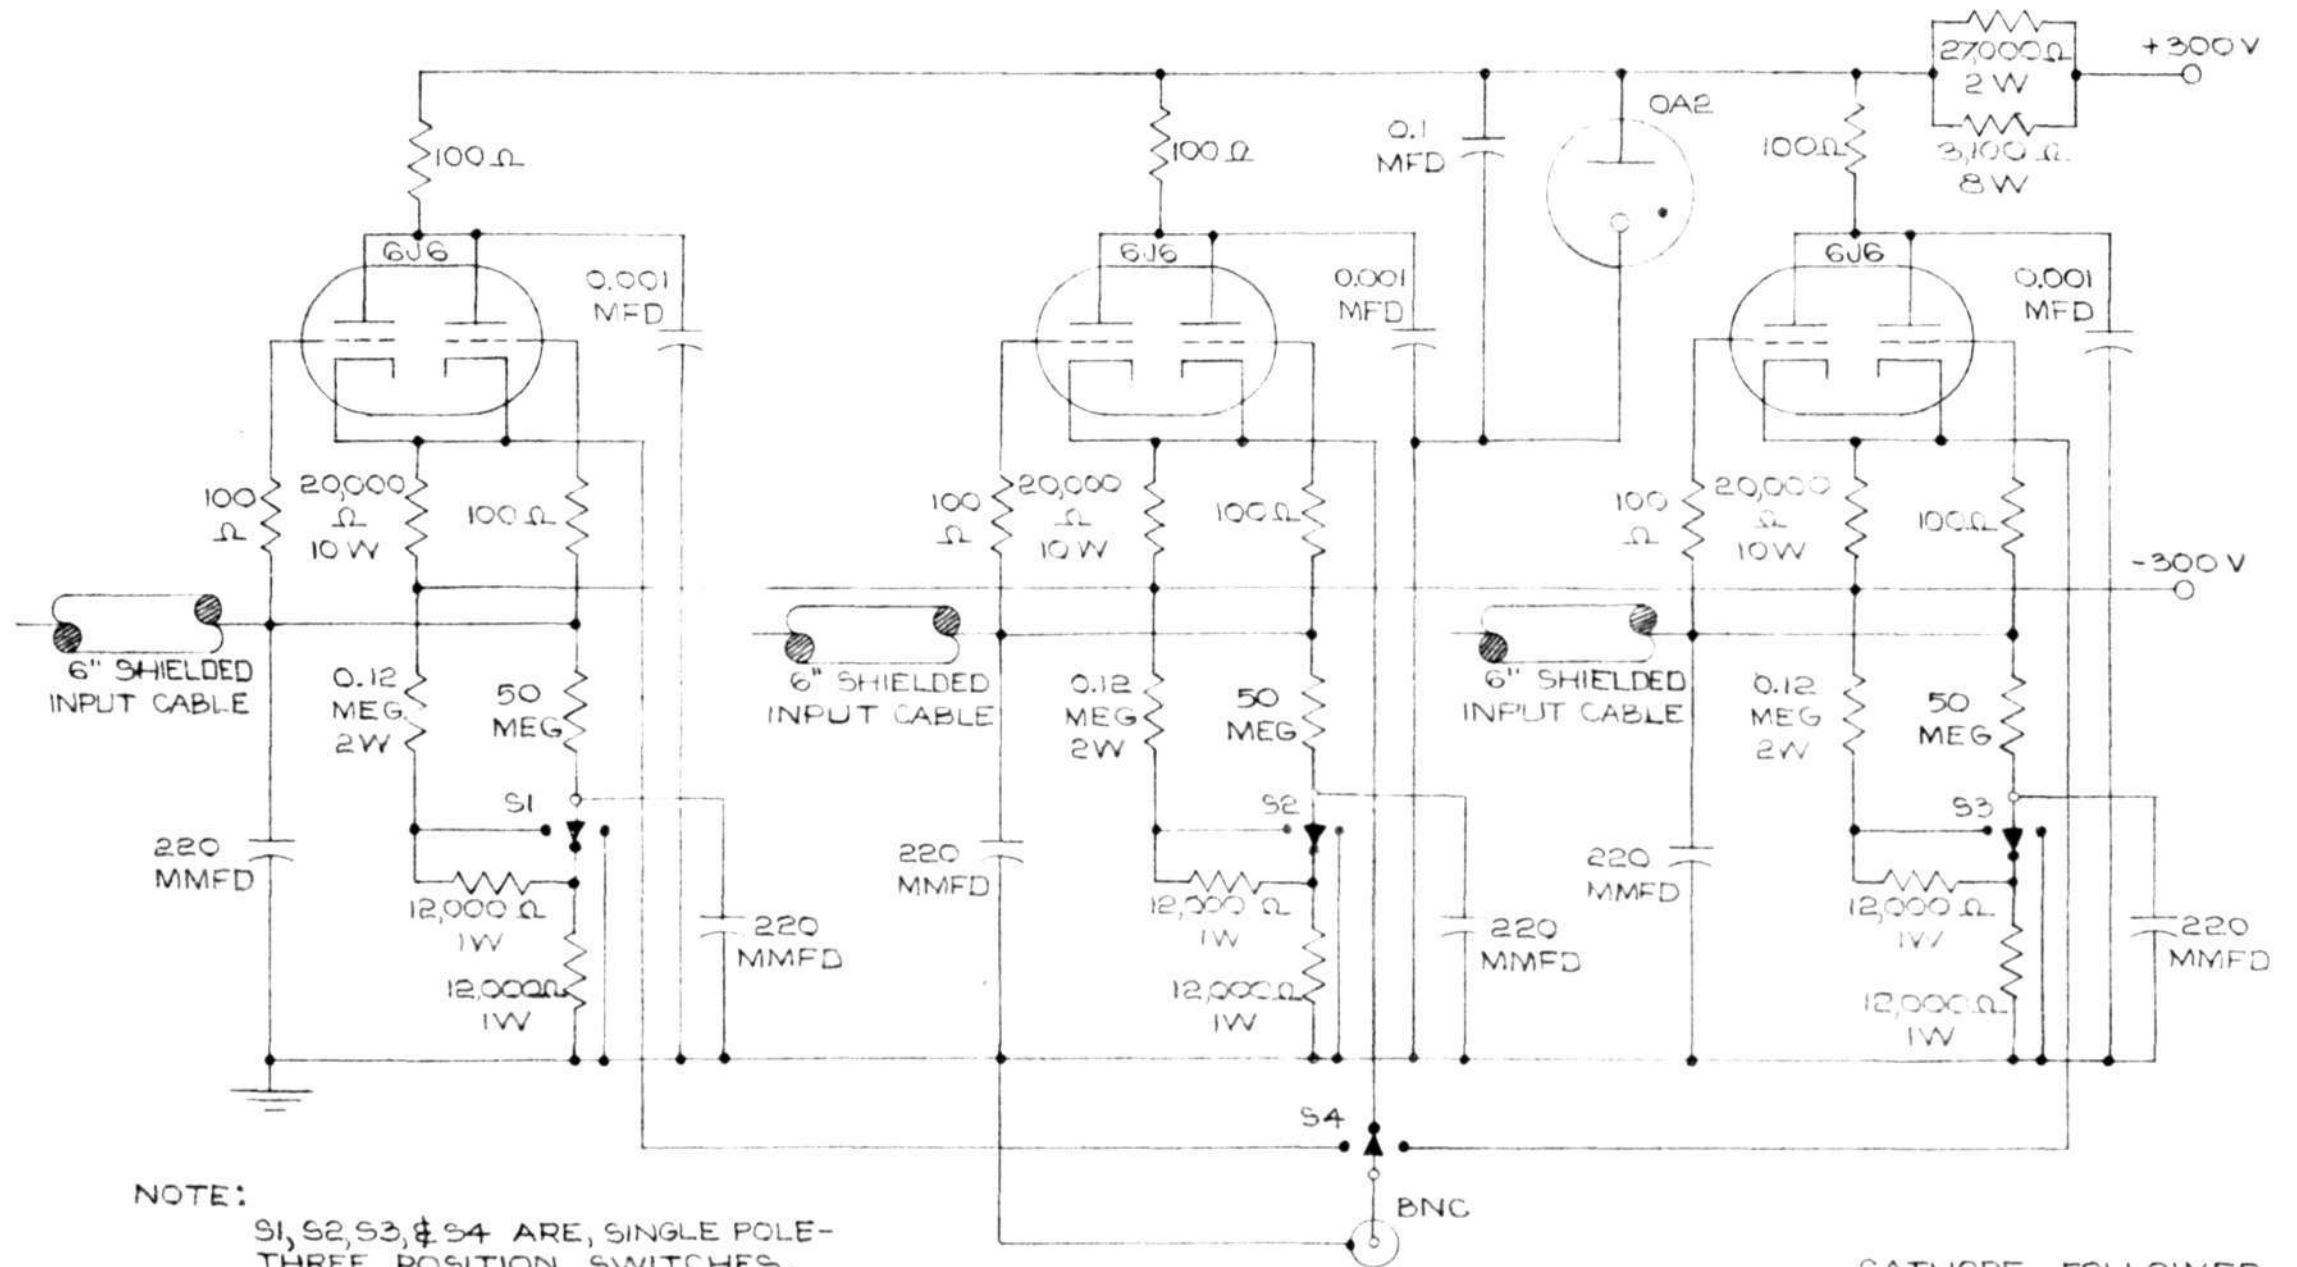 +300V
27,000Ω
2W
3,100Ω
8W
OA2
0.1
MFD
100Ω
100Ω
100Ω
6J6
6J6
6J6
0.001
MFD
0.001
MFD
0.001
MFD
100
Ω
20,000
Ω
10W
100Ω
100
Ω
20,000
Ω
10W
100Ω
100
Ω
20,000
Ω
10W
100Ω
-300V
6" SHIELDED
INPUT CABLE
0.12
MEG
2W
50
MEG
6" SHIELDED
INPUT CABLE
0.12
MEG
2W
50
MEG
6" SHIELDED
INPUT CABLE
0.12
MEG
2W
50
MEG
S1
S2
S3
220
MMFD
12,000Ω
1W
12,000Ω
1W
220
MMFD
220
MMFD
12,000Ω
1W
12,000Ω
1W
220
MMFD
220
MMFD
12,000Ω
1W
12,000Ω
1W
220
MMFD
S4
BNC
NOTE:
S1, S2, S3, & S4 ARE, SINGLE POLE-
THREE POSITION SWITCHES.
CATHODE FOLLOWER